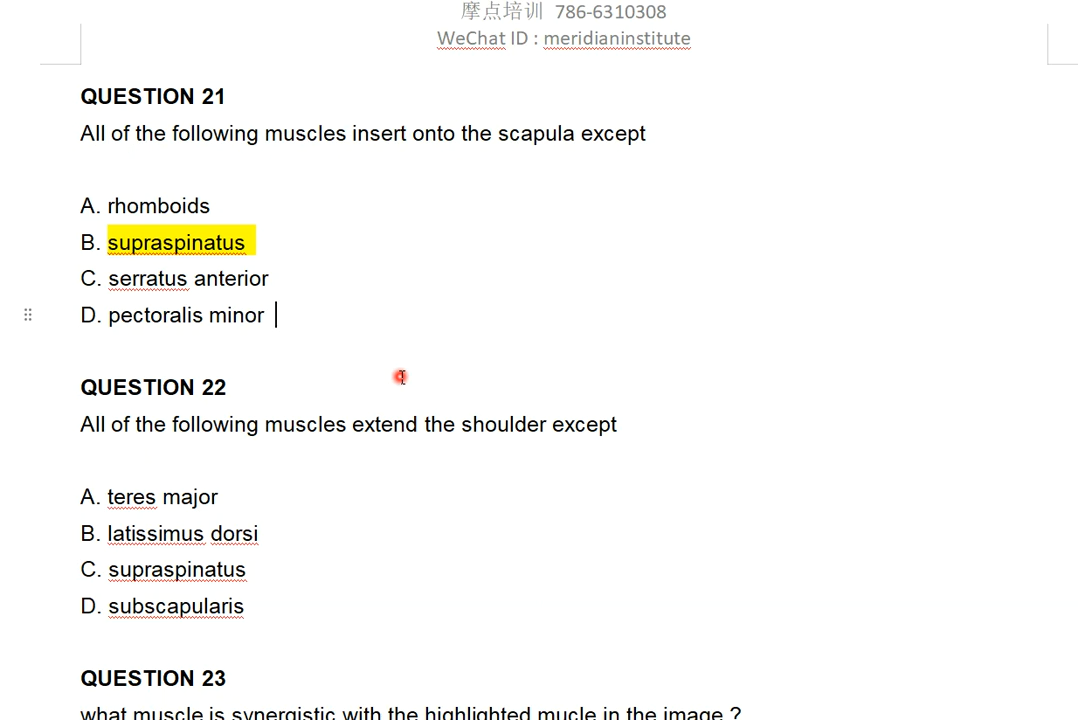 摩点培训 786-6310308
WeChat ID : meridianinstitute
QUESTION 21
All of the following muscles insert onto the scapula except
A. rhomboids
B. supraspinatus
C. serratus anterior
D. pectoralis minor
QUESTION 22
All of the following muscles extend the shoulder except
A. teres major
B. latissimus dorsi
C. supraspinatus
D. subscapularis
QUESTION 23
what muscle is synergistic with the highlighted mucle in the image ?